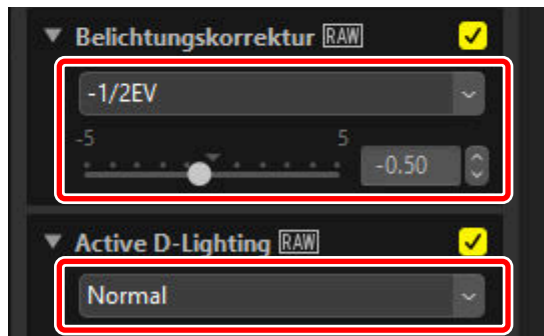 Belichtungskorrektur RAW
-1/2EV
-5 5
-0.50
Active D-Lighting RAW
Normal